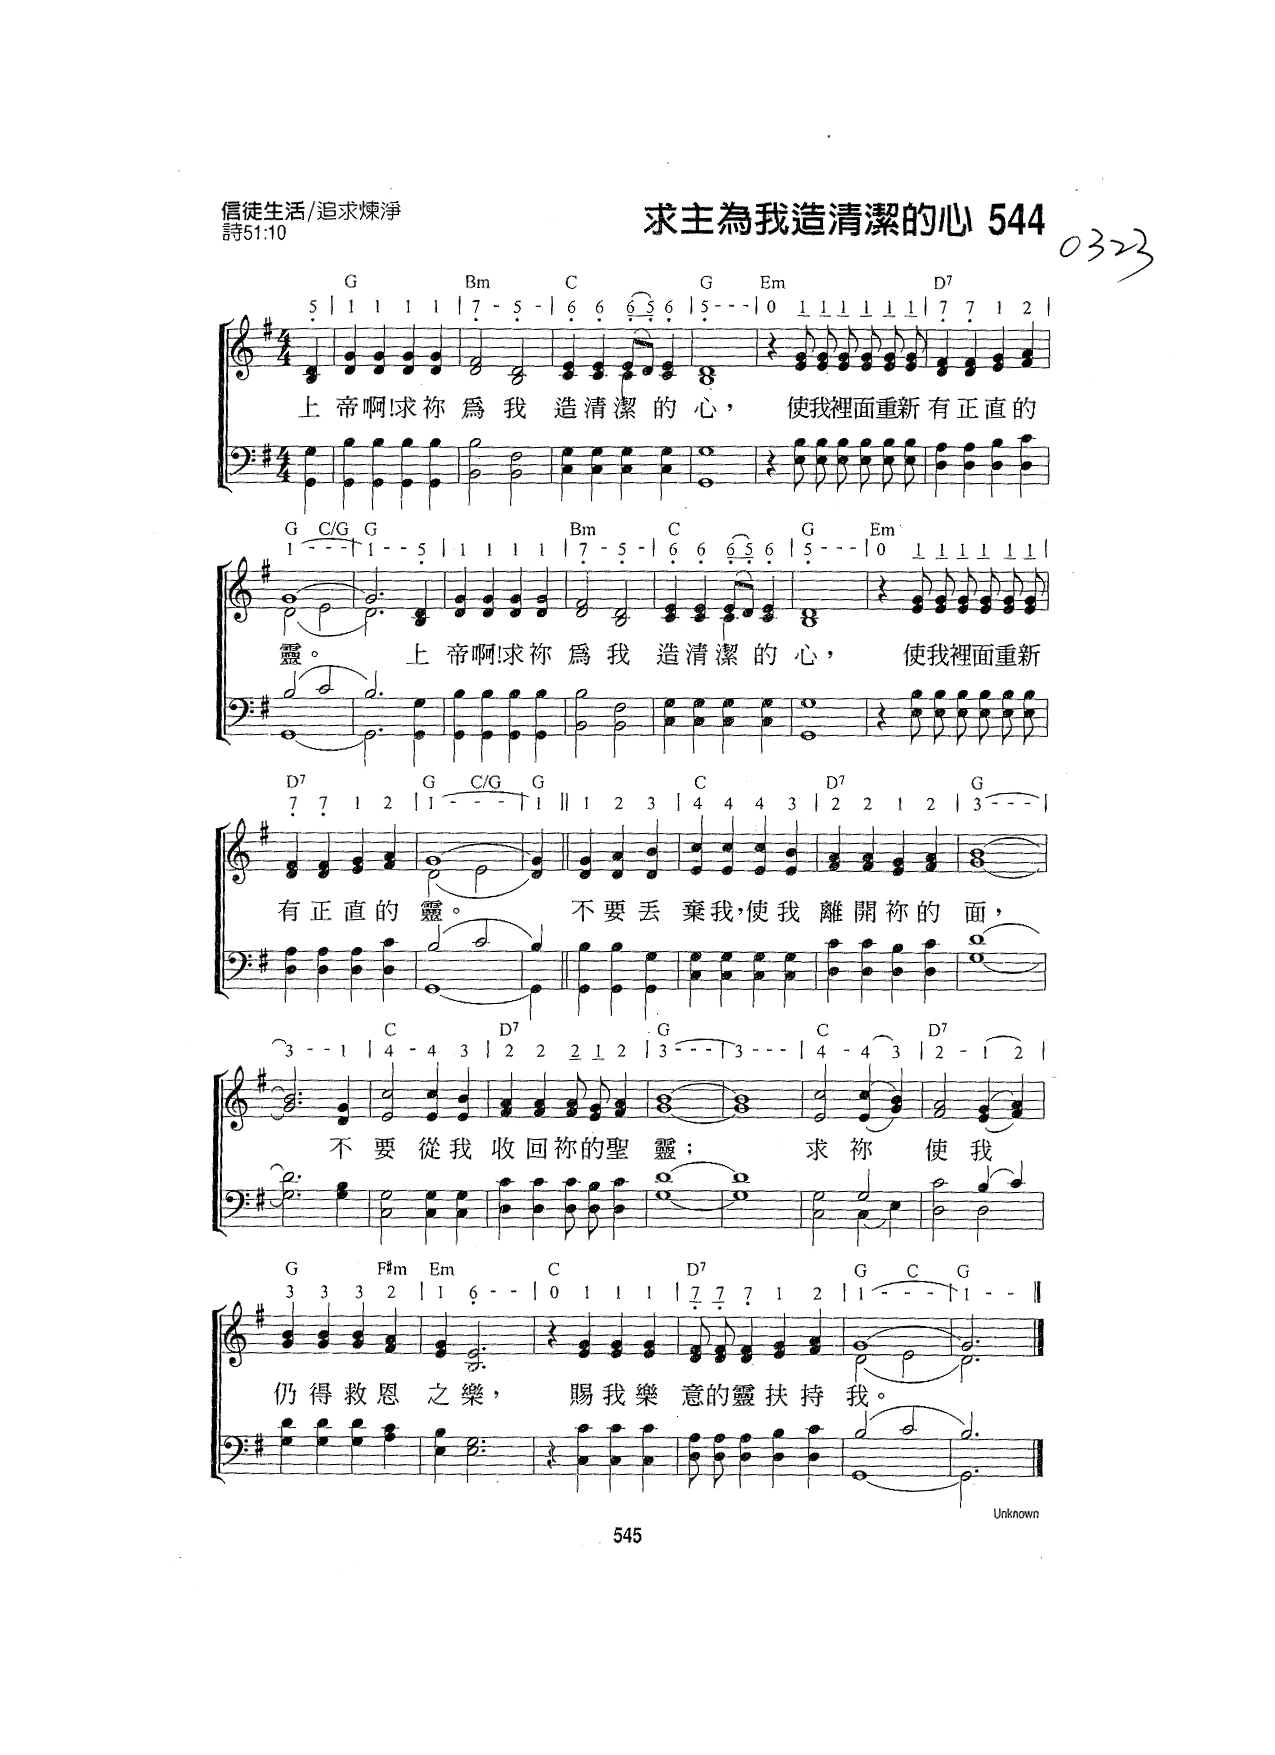 信徒生活/追求煉淨
詩51:10
求主為我造清潔的心 544
0323
G Bm C G Em D7
5 | 1 1 1 1 | 7 - 5 - | 6 6 6 5 6 | 5 - - - | 0 1 1 1 1 1 1 | 7 7 1 2 |
上 帝啊!求祢 爲 我 造清潔 的 心， 使我裡面重新 有正直的
G C/G G Bm C G Em
1 - - - | 1 - - 5 | 1 1 1 1 | 7 - 5 - | 6 6 6 5 6 | 5 - - - | 0 1 1 1 1 1 1 |
靈。 上 帝啊!求祢 爲 我 造清潔 的 心， 使我裡面重新
D7 G C/G G C D7 G
7 7 1 2 | 1 - - - | 1 || 1 2 3 | 4 4 4 3 | 2 2 1 2 | 3 - - - |
有正直的 靈。 不要丢 棄我，使我 離開祢的 面，
C D7 G C D7
3 - - 1 | 4 - 4 3 | 2 2 2 1 2 | 3 - - - | 3 - - - | 4 - 4 3 | 2 - 1 2 |
不 要 從我 收回祢的聖 靈； 求 祢 使 我
G F#m Em C D7 G C G
3 3 3 2 | 1 6 - - | 0 1 1 1 | 7 7 7 1 2 | 1 - - - | 1 - - ||
仍得救恩 之樂， 賜我樂 意的靈扶持 我。
Unknown
545